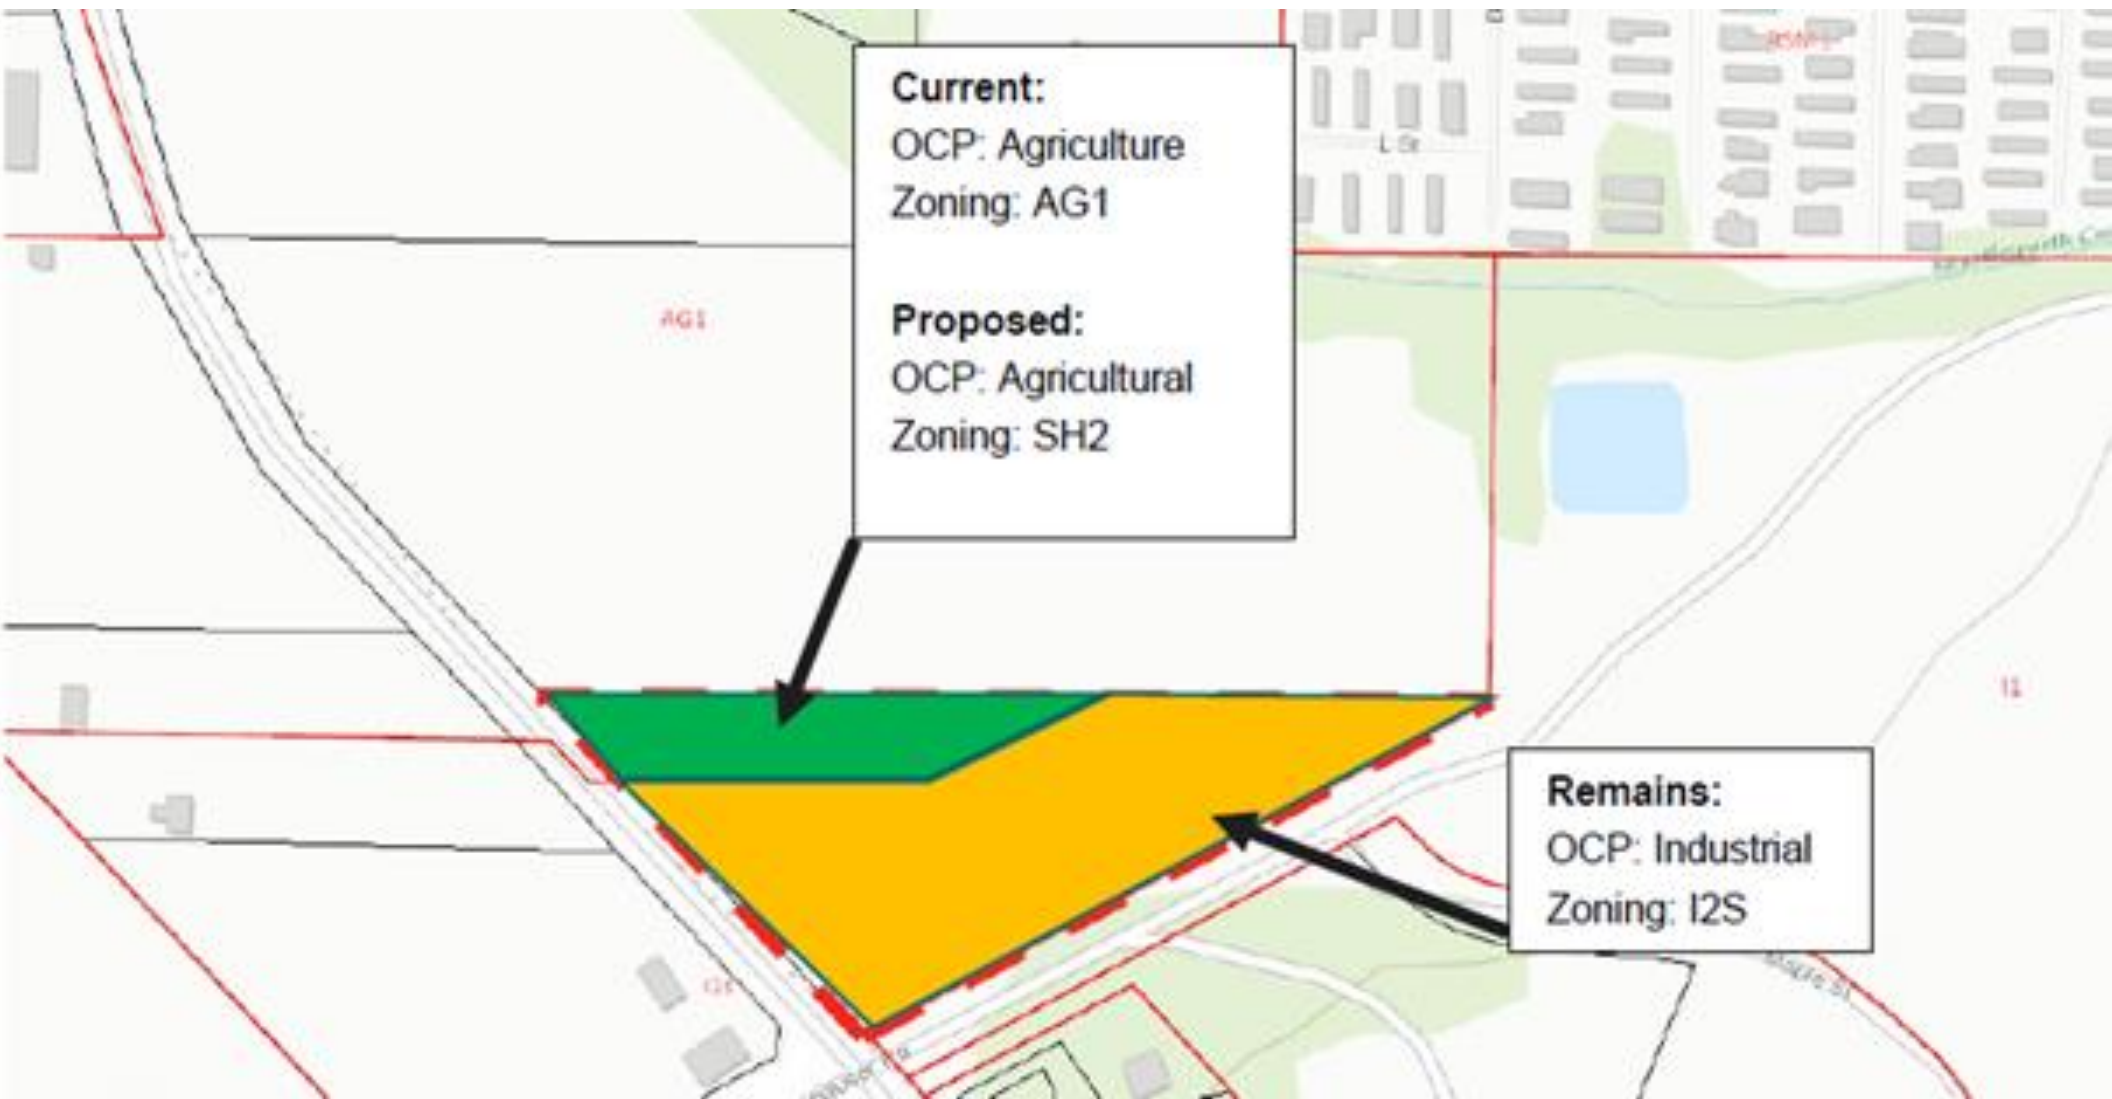 Current:
OCP: Agriculture
Zoning: AG1
Proposed:
OCP: Agricultural
Zoning: SH2
L St
AG1
Remains:
OCP: Industrial
Zoning: I2S
I1